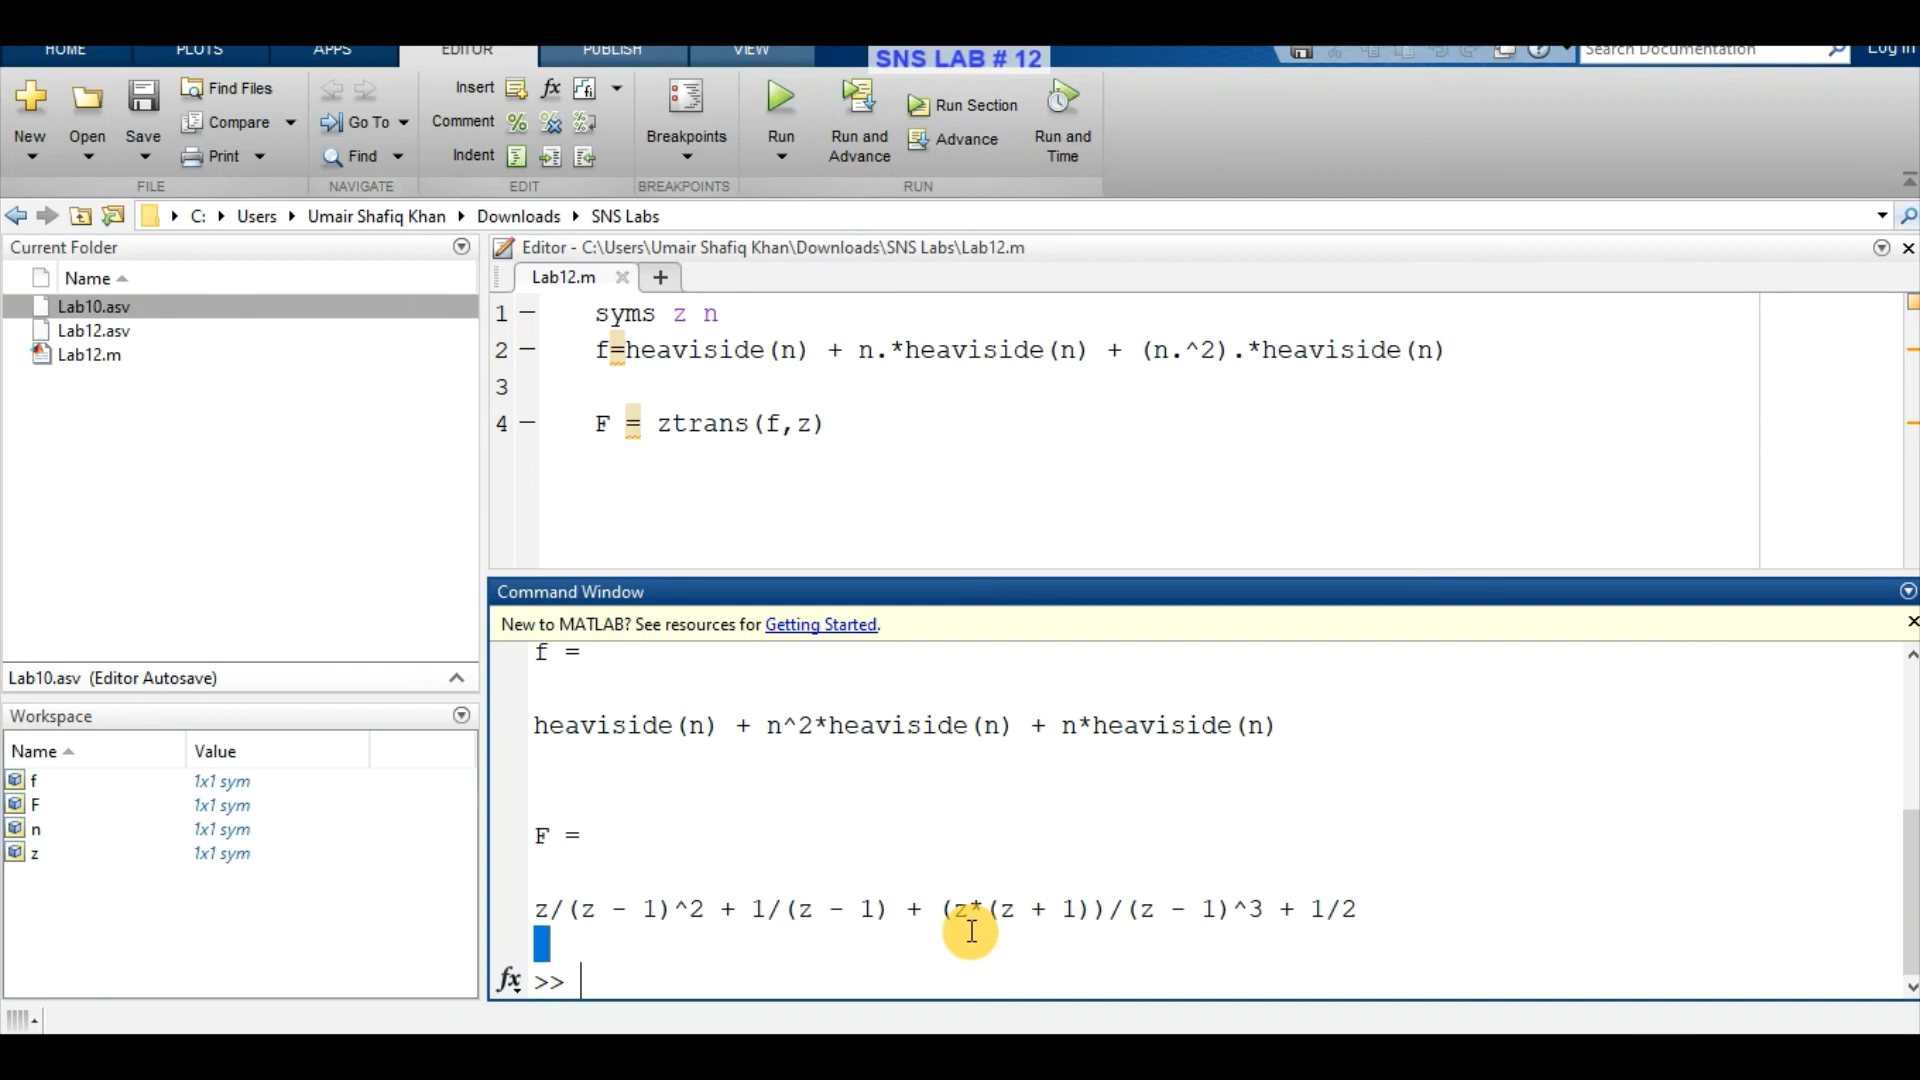 HOME PLOTS APPS EDITOR PUBLISH VIEW
SNS LAB # 12
Search Documentation
Log In
New
Open
Save
Find Files
Compare
Print
FILE
Go To
Find
NAVIGATE
Insert fx
Comment
Indent
EDIT
Breakpoints
BREAKPOINTS
Run
Run and
Advance
Run Section
Advance
Run and
Time
RUN
C: Users Umair Shafiq Khan Downloads SNS Labs
Current Folder
Name
Lab10.asv
Lab12.asv
Lab12.m
Lab10.asv (Editor Autosave)
Workspace
Name Value
f 1x1 sym
F 1x1 sym
n 1x1 sym
z 1x1 sym
Editor - C:\Users\Umair Shafiq Khan\Downloads\SNS Labs\Lab12.m
Lab12.m
1 syms z n
2 f=heaviside(n) + n.*heaviside(n) + (n.^2).*heaviside(n)
3
4 F = ztrans(f,z)
Command Window
New to MATLAB? See resources for Getting Started.
f =
heaviside(n) + n^2*heaviside(n) + n*heaviside(n)
F =
z/(z - 1)^2 + 1/(z - 1) + (z*(z + 1))/(z - 1)^3 + 1/2
fx >>